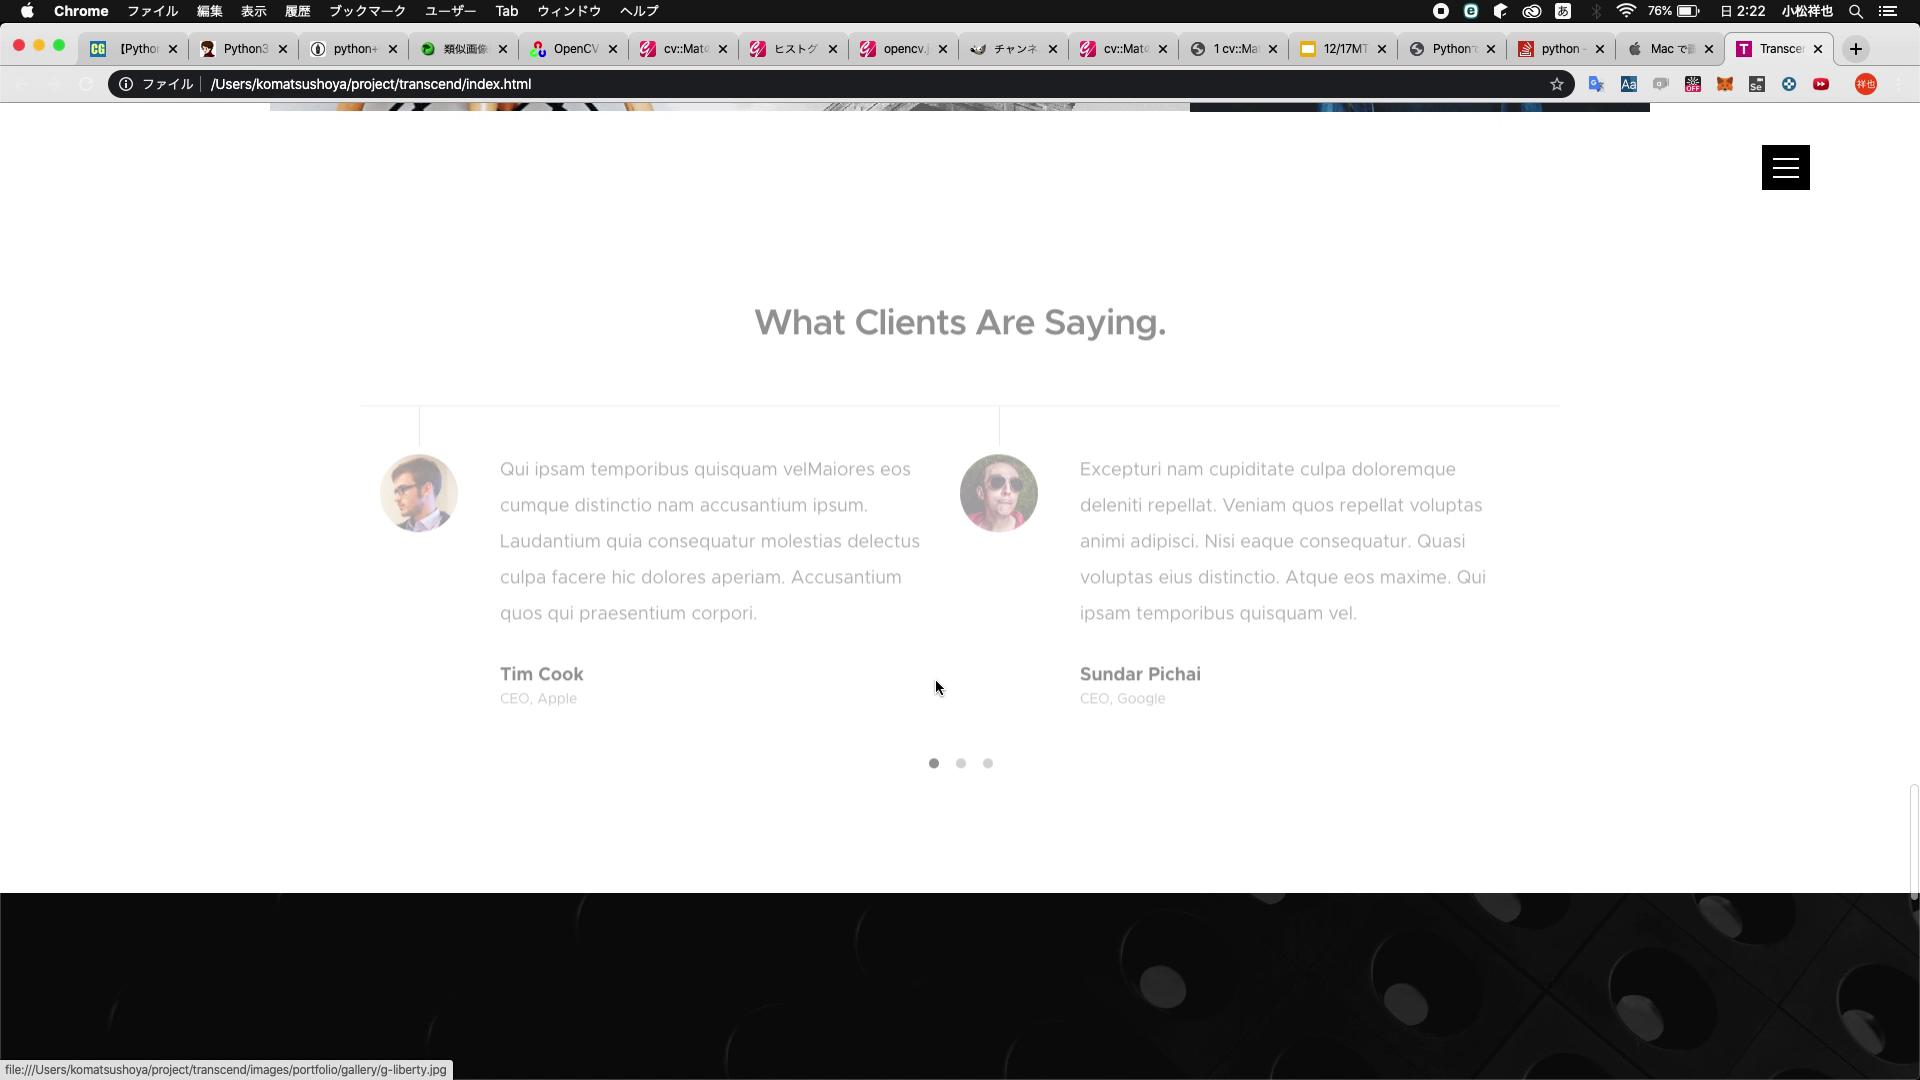 Chrome ファイル 編集 表示 履歴 ブックマーク ユーザー Tab ウィンドウ ヘルプ
あ 76% 日 2:22 小松祥也
【Pytho Python3 python+ 類似画像 OpenCV cv::Mat ヒストグ opencv. チャンネ cv::Mat 1 cv::Ma 12/17MT Python python - Mac で Transce
ファイル /Users/komatsushoya/project/transcend/index.html
Aa OFF Se 祥也
What Clients Are Saying.
Qui ipsam temporibus quisquam velMaiores eos
cumque distinctio nam accusantium ipsum.
Laudantium quia consequatur molestias delectus
culpa facere hic dolores aperiam. Accusantium
quos qui praesentium corpori.
Tim Cook
CEO, Apple
Excepturi nam cupiditate culpa doloremque
deleniti repellat. Veniam quos repellat voluptas
animi adipisci. Nisi eaque consequatur. Quasi
voluptas eius distinctio. Atque eos maxime. Qui
ipsam temporibus quisquam vel.
Sundar Pichai
CEO, Google
file:///Users/komatsushoya/project/transcend/images/portfolio/gallery/g-liberty.jpg